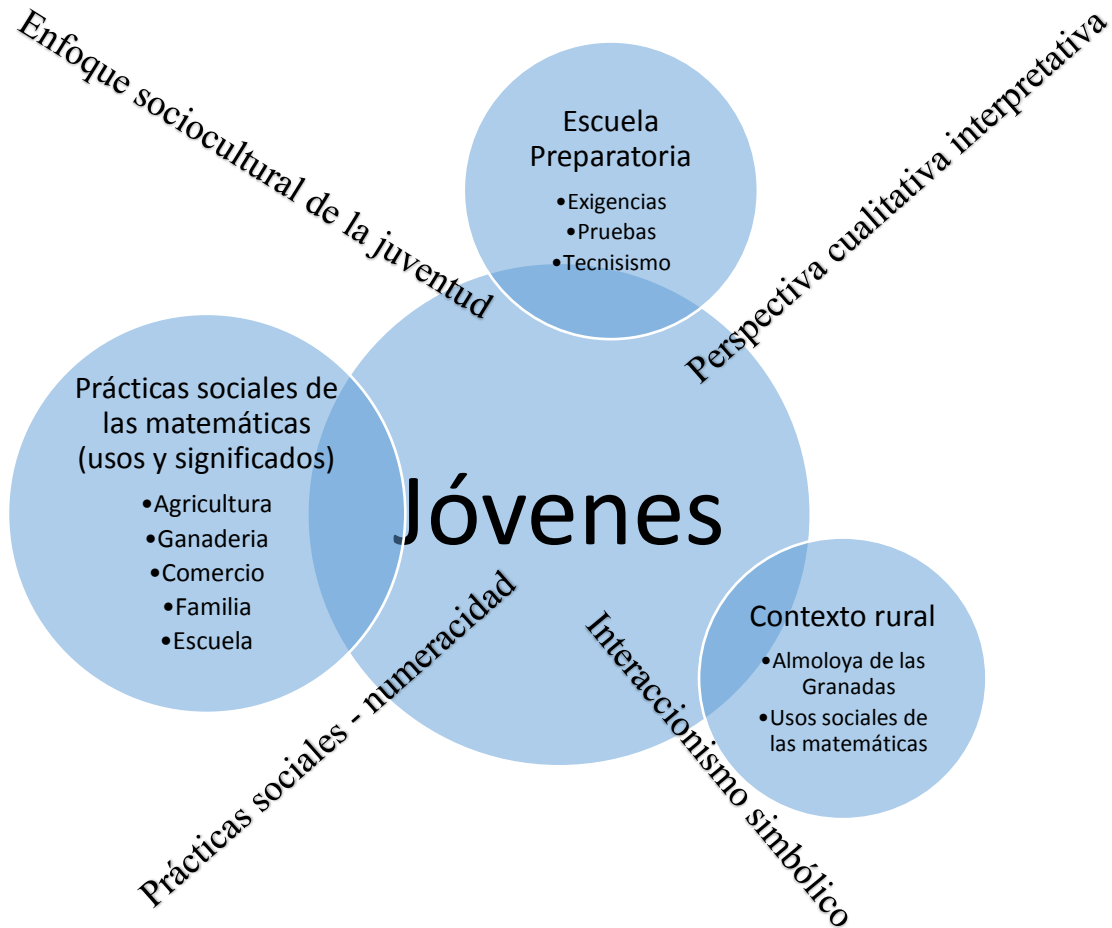 Enfoque sociocultural de la juventud
Perspectiva cualitativa interpretativa
Escuela
Preparatoria
•Exigencias
•Pruebas
•Tecnisismo
Prácticas sociales de
las matemáticas
(usos y significados)
•Agricultura
•Ganaderia
•Comercio
•Familia
•Escuela
Jóvenes
Contexto rural
•Almoloya de las
Granadas
•Usos sociales de
las matemáticas
Prácticas sociales - numeracidad
Interaccionismo simbólico